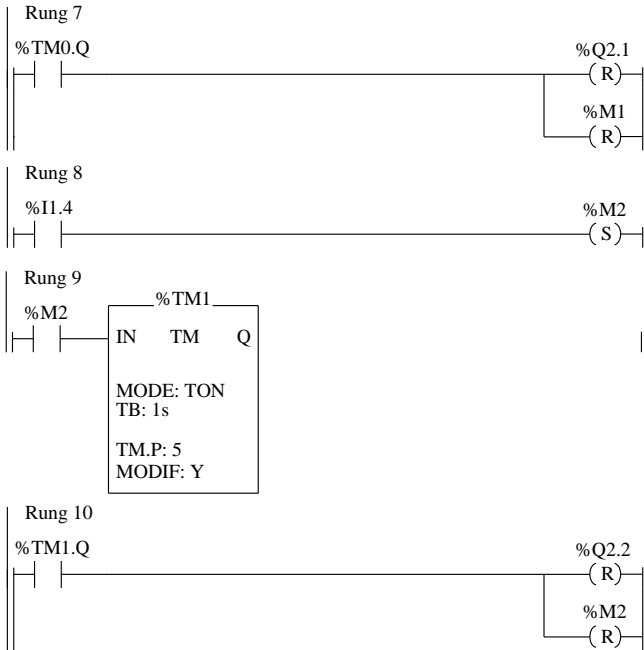 Rung 7
%TM0.Q %Q2.1
R
%M1
R
Rung 8
%I1.4 %M2
S
Rung 9
%M2
%TM1
IN TM Q
MODE: TON
TB: 1s
TM.P: 5
MODIF: Y
Rung 10
%TM1.Q %Q2.2
R
%M2
R